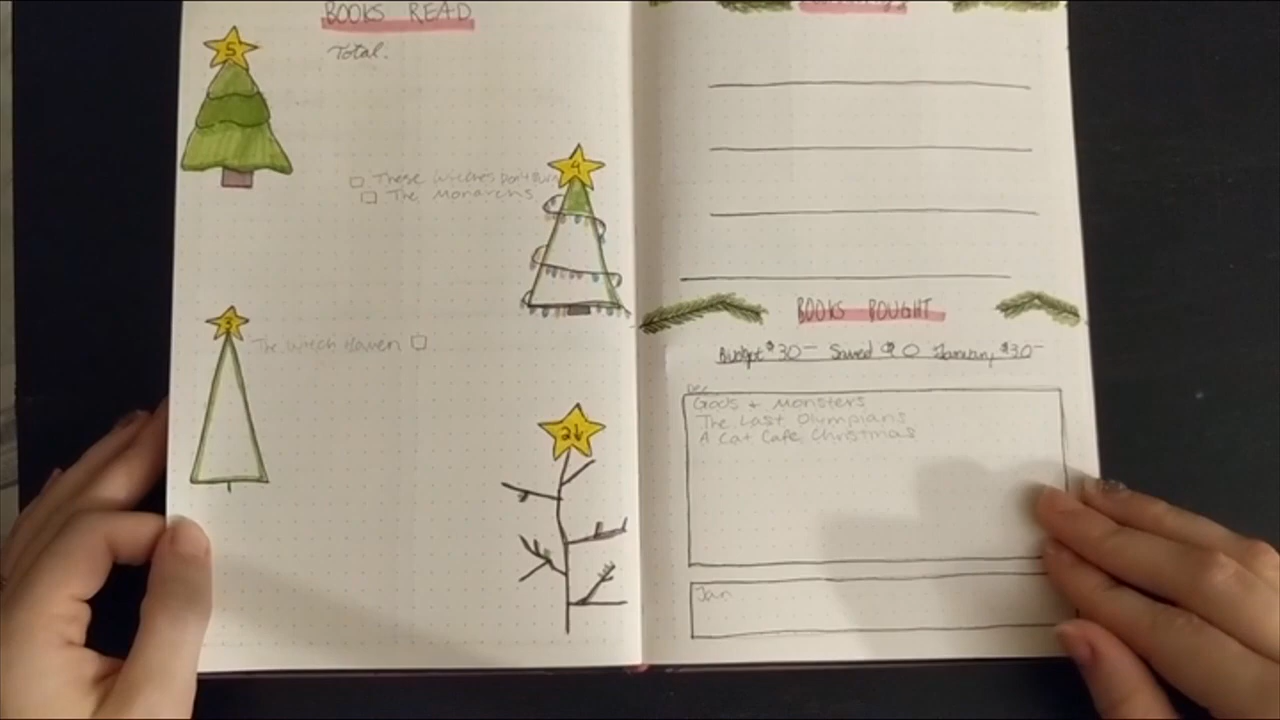 BOOKS READ
5
Total.
4
These Witches Don't Burn
The Monarchs
3
The Witch Haven
2
BOOKS BOUGHT
Budget $30 — Saved $0 January $30 —
Dec
Gods + Monsters
The Last Olympians
A Cat Cafe Christmas
Jan